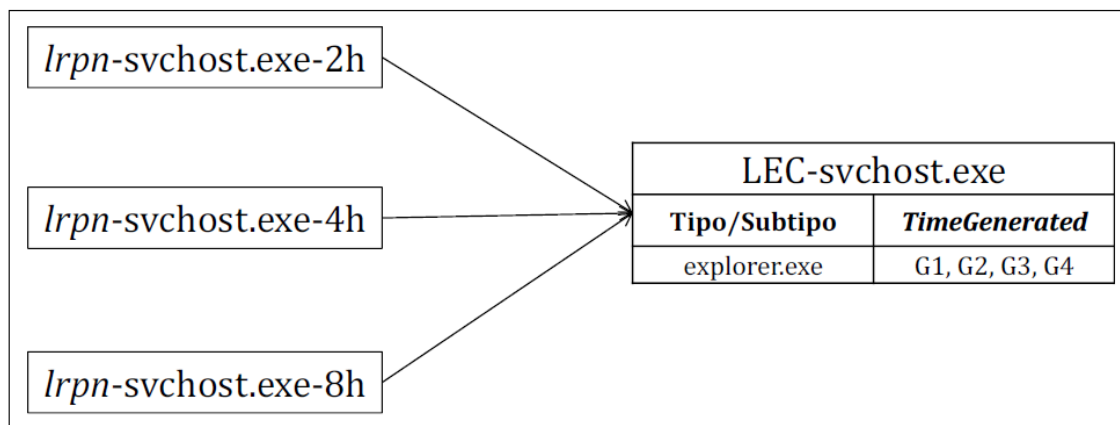 lrpn-svchost.exe-2h
lrpn-svchost.exe-4h
lrpn-svchost.exe-8h
LEC-svchost.exe
Tipo/Subtipo TimeGenerated
explorer.exe G1, G2, G3, G4